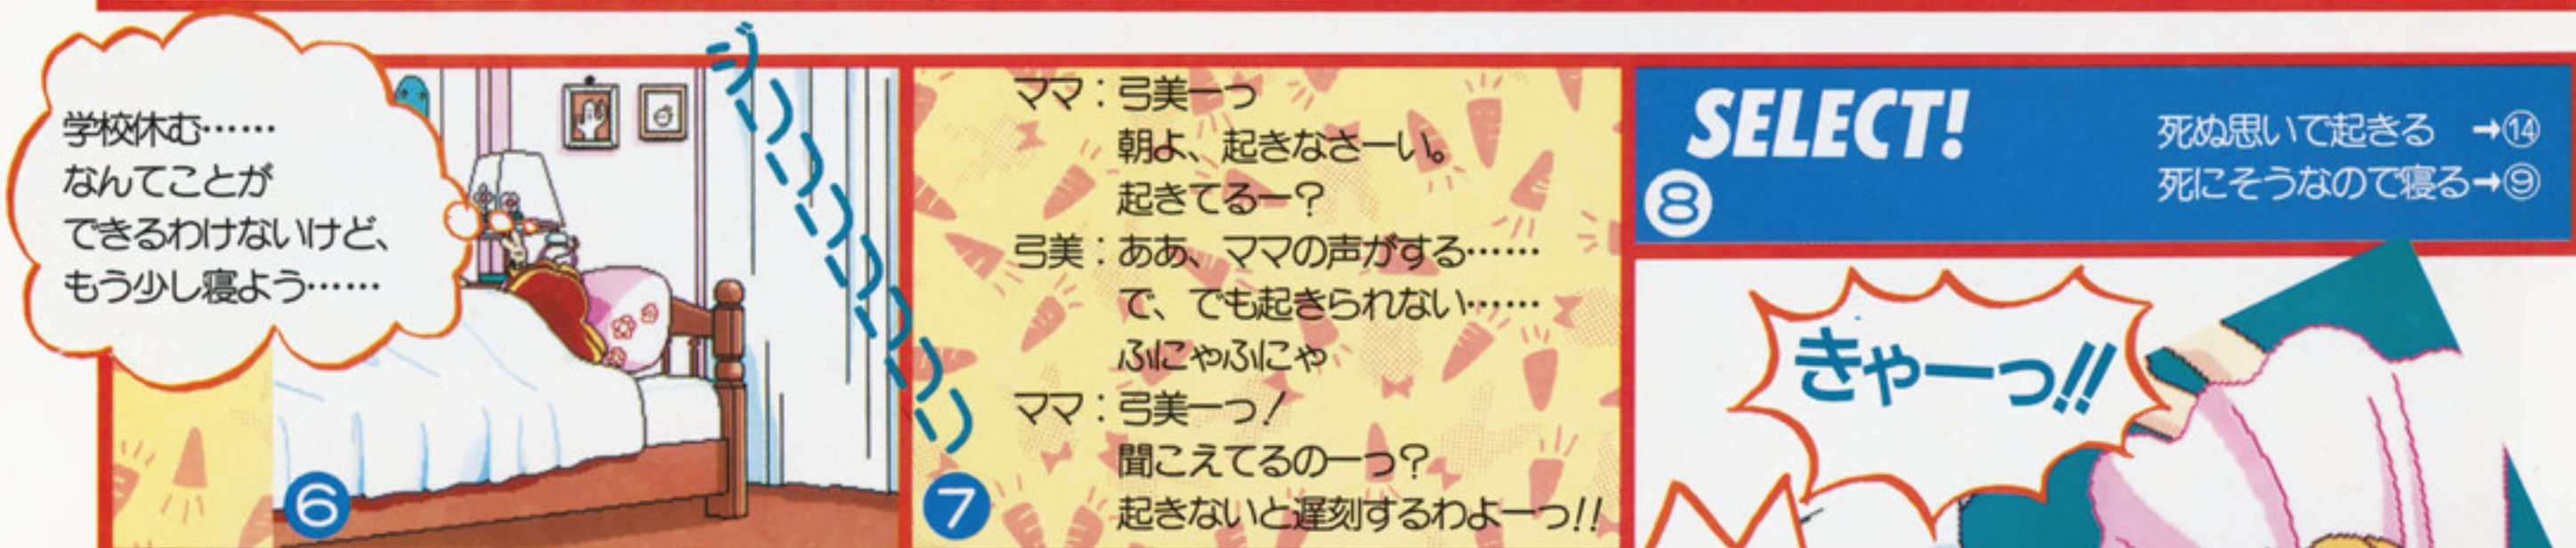 学校休む……
なんてことが
できるわけないけど、
もう少し寝よう……
ジリリリリリリリリ
6
ママ：弓美ーっ
朝よ、起きなさーい。
起きてるー？
弓美：ああ、ママの声がする……
で、でも起きられない……
ふにゃふにゃ
ママ：弓美ーっ！
聞こえてるのーっ？
起きないと遅刻するわよーっ!!
7
SELECT!
8
死ぬ思いで起きる →⑭
死にそうなので寝る→⑨
きゃーっ!!